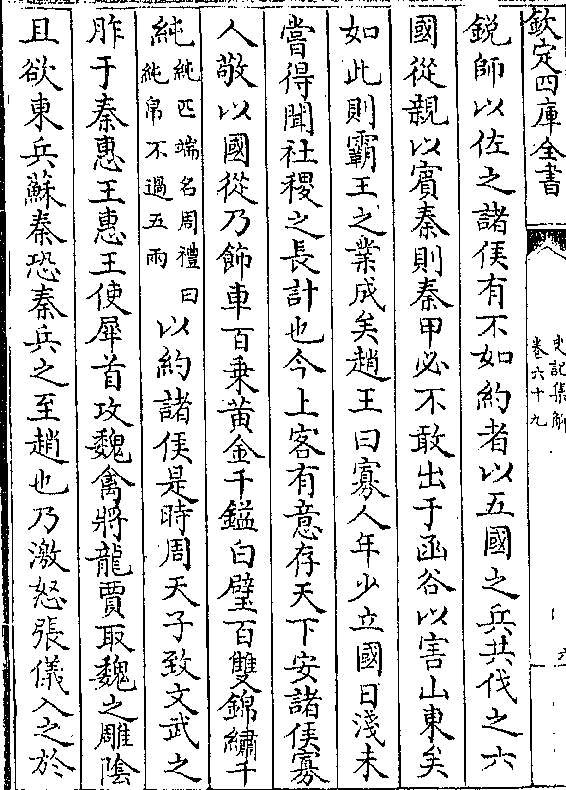 欽定四庫全書
史記集解
卷六十九
銳師以佐之諸侯有不如約者以五國之兵共伐之六
國從親以賓秦則秦甲必不敢出于函谷以害山東矣
如此則霸王之業成矣趙王曰寡人年少立國日淺未
嘗得聞社稷之長計也今上客有意存天下安諸侯寡
人敬以國從乃飾車百乘黃金千鎰白璧百雙錦繡千
純純匹端名周禮曰純帛不過五兩以約諸侯是時周天子致文武之
胙于秦惠王惠王使犀首攻魏禽將龍賈取魏之雕陰
且欲東兵蘇秦恐秦兵之至趙也乃激怒張儀入之於